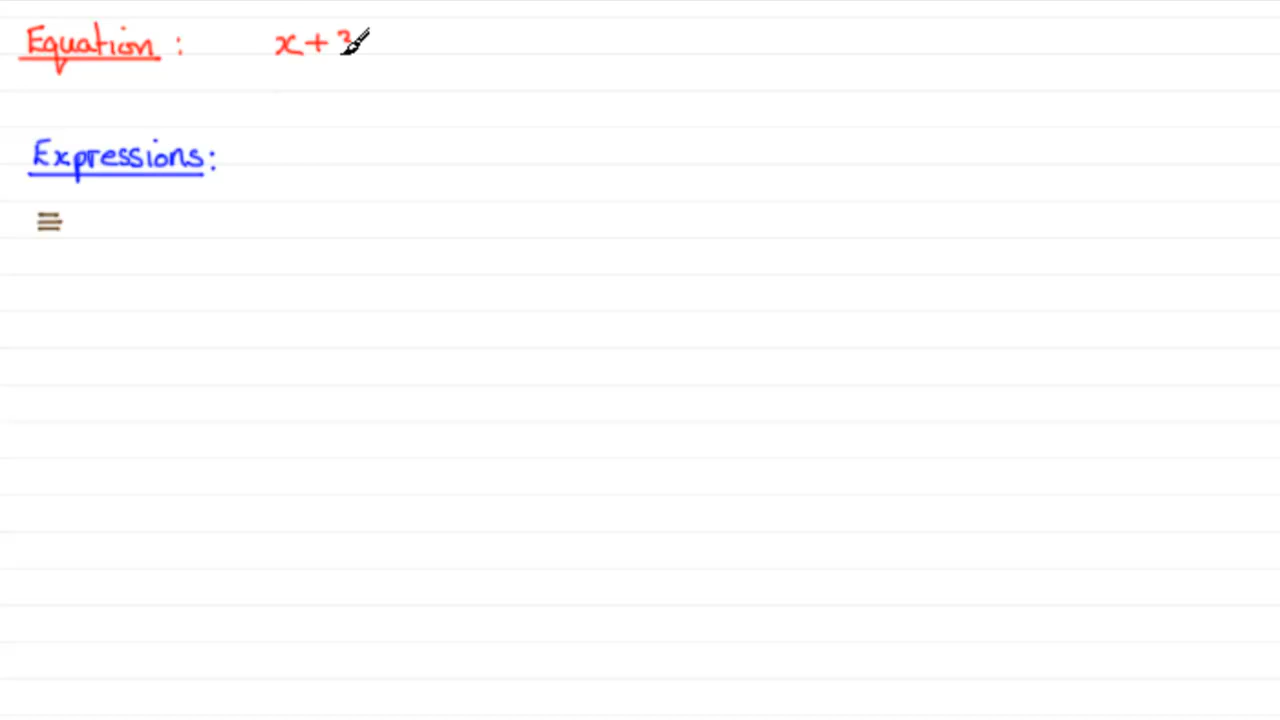 Equation : x + 3
Expressions:
≡